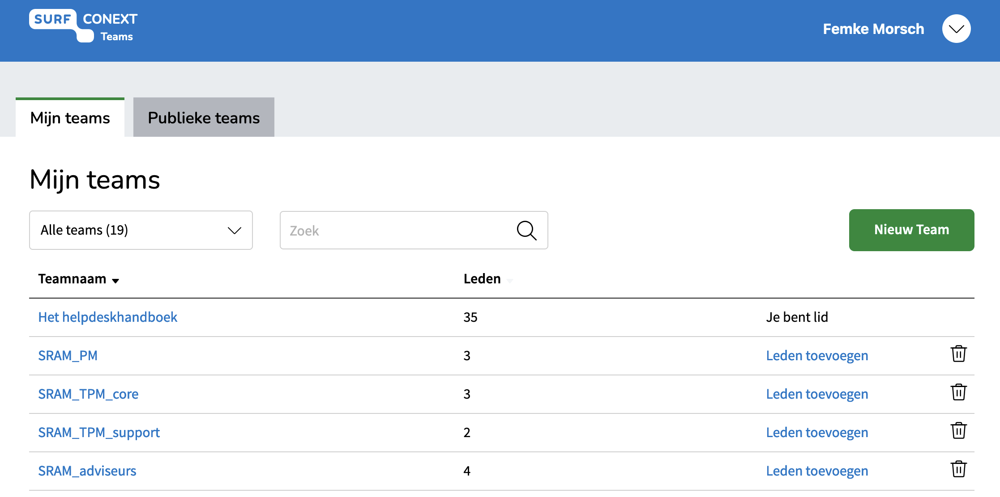 SURF CONEXT
Teams
Femke Morsch
Mijn teams Publieke teams
Mijn teams
Alle teams (19) Zoek Nieuw Team
Teamnaam Leden
Het helpdeskhandboek 35 Je bent lid
SRAM_PM 3 Leden toevoegen
SRAM_TPM_core 3 Leden toevoegen
SRAM_TPM_support 2 Leden toevoegen
SRAM_adviseurs 4 Leden toevoegen